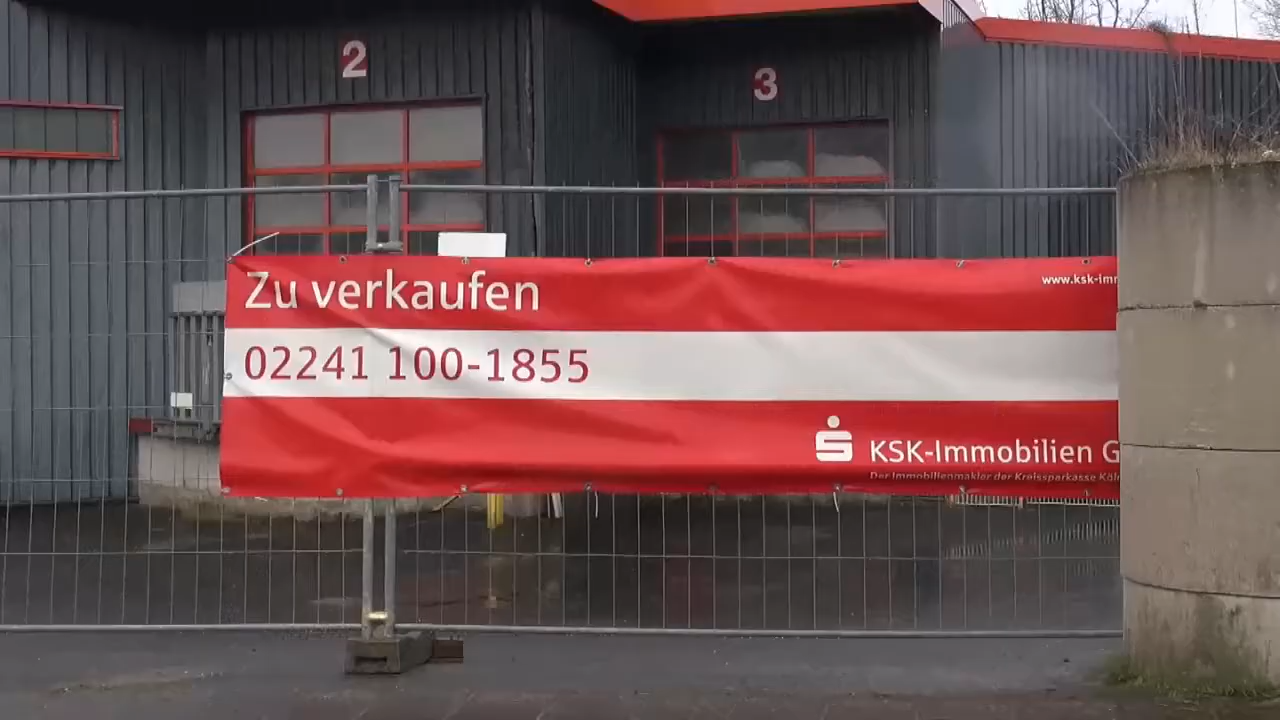 2
3
Zu verkaufen
www.ksk-imm
02241 100-1855
KSK-Immobilien G
Der Immobilienmakler der Kreissparkasse Köln